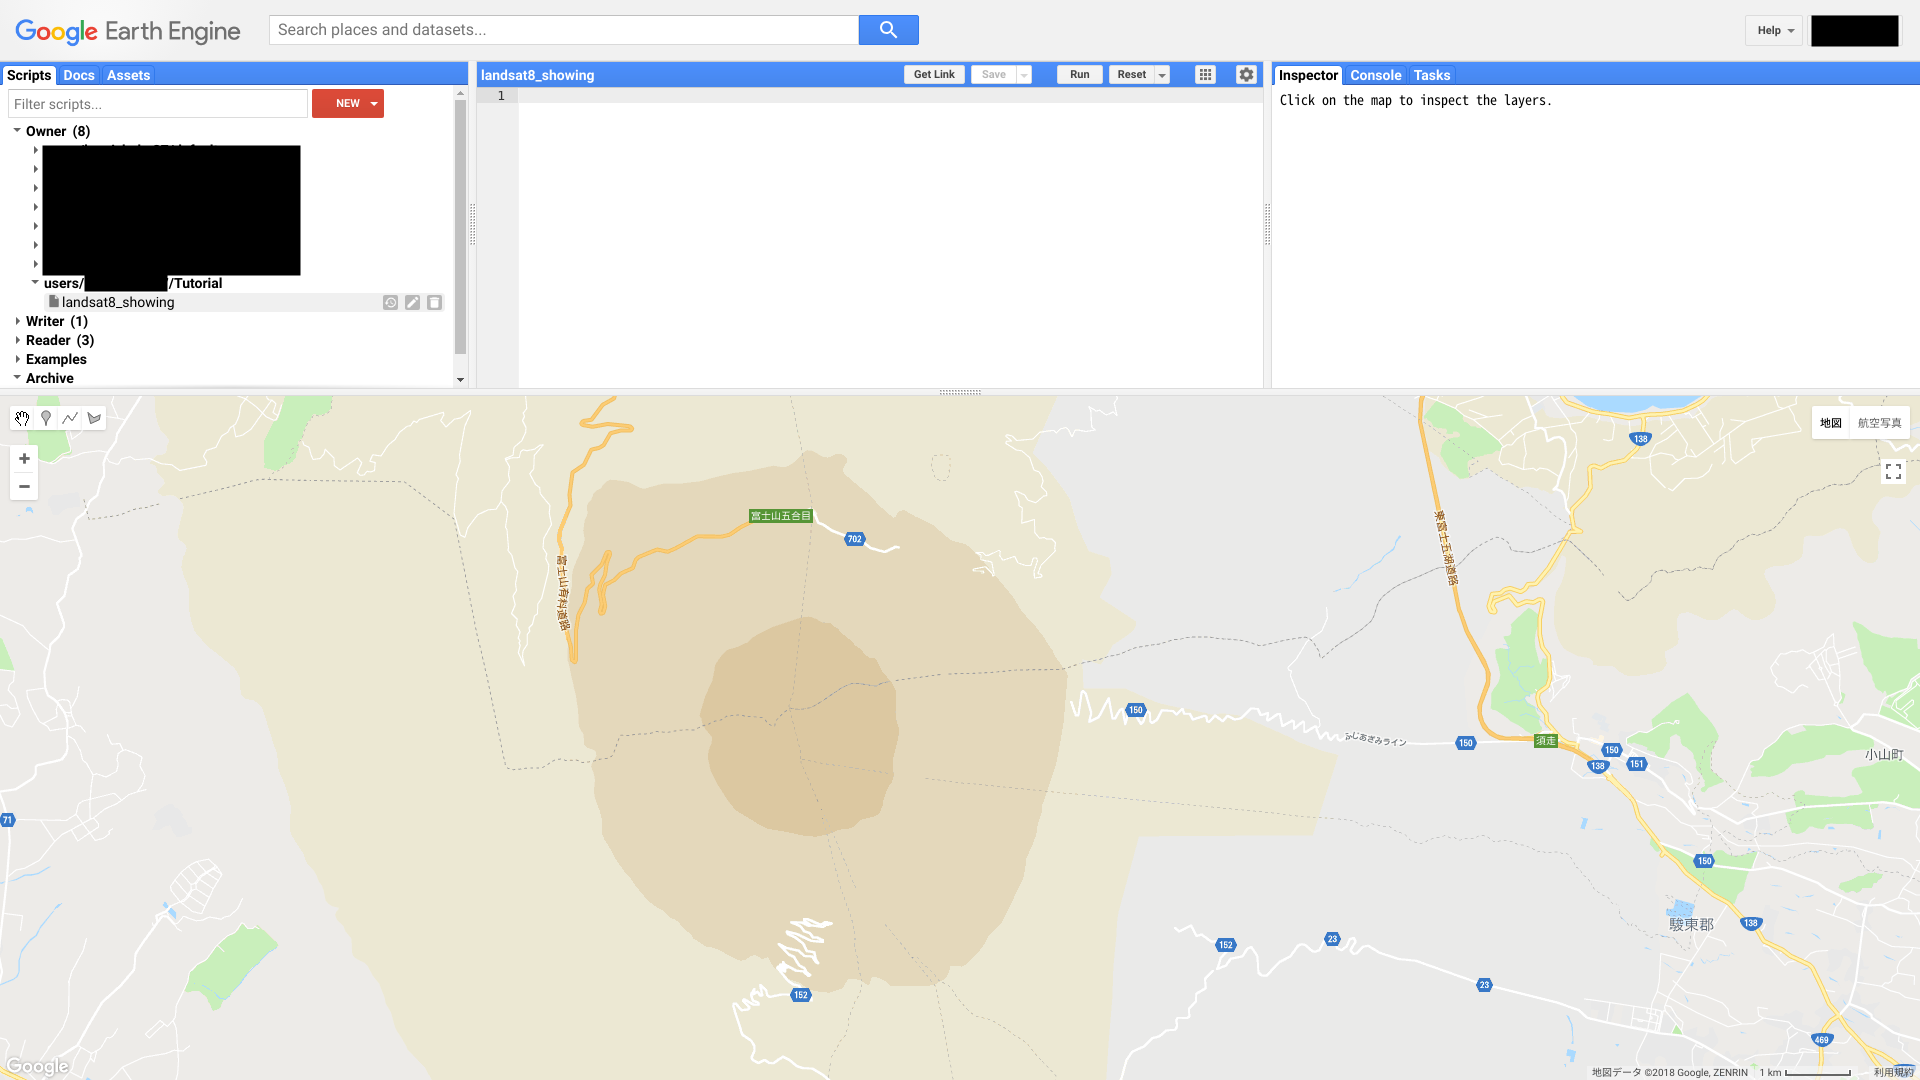 Google Earth Engine
Search places and datasets...
Help
Scripts Docs Assets
Filter scripts...
NEW
Owner (8)
users/ /Tutorial
landsat8_showing
Writer (1)
Reader (3)
Examples
Archive
landsat8_showing
Get Link Save Run Reset
1
Inspector Console Tasks
Click on the map to inspect the layers.
地図 航空写真
138
富士山五合目
702
東富士五湖道路
富士山有料道路
150
ふじあざみライン
150
須走
150
138
151
小山町
71
150
駿東郡
138
152
23
23
152
469
Google
地図データ ©2018 Google, ZENRIN 1 km 利用規約